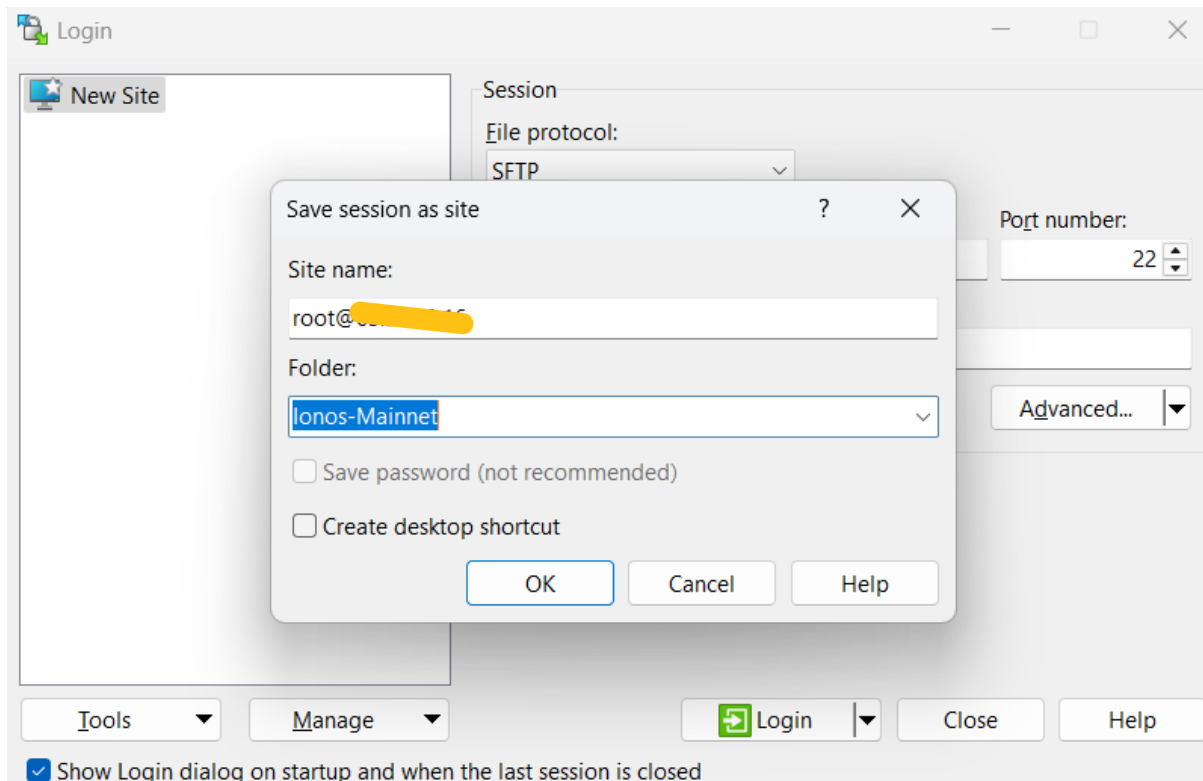 Login
New Site
Session
File protocol:
SFTP
Save session as site
?
Port number:
22
Site name:
root@
Folder:
Ionos-Mainnet
Advanced...
Save password (not recommended)
Create desktop shortcut
OK
Cancel
Help
Tools
Manage
Login
Close
Help
Show Login dialog on startup and when the last session is closed